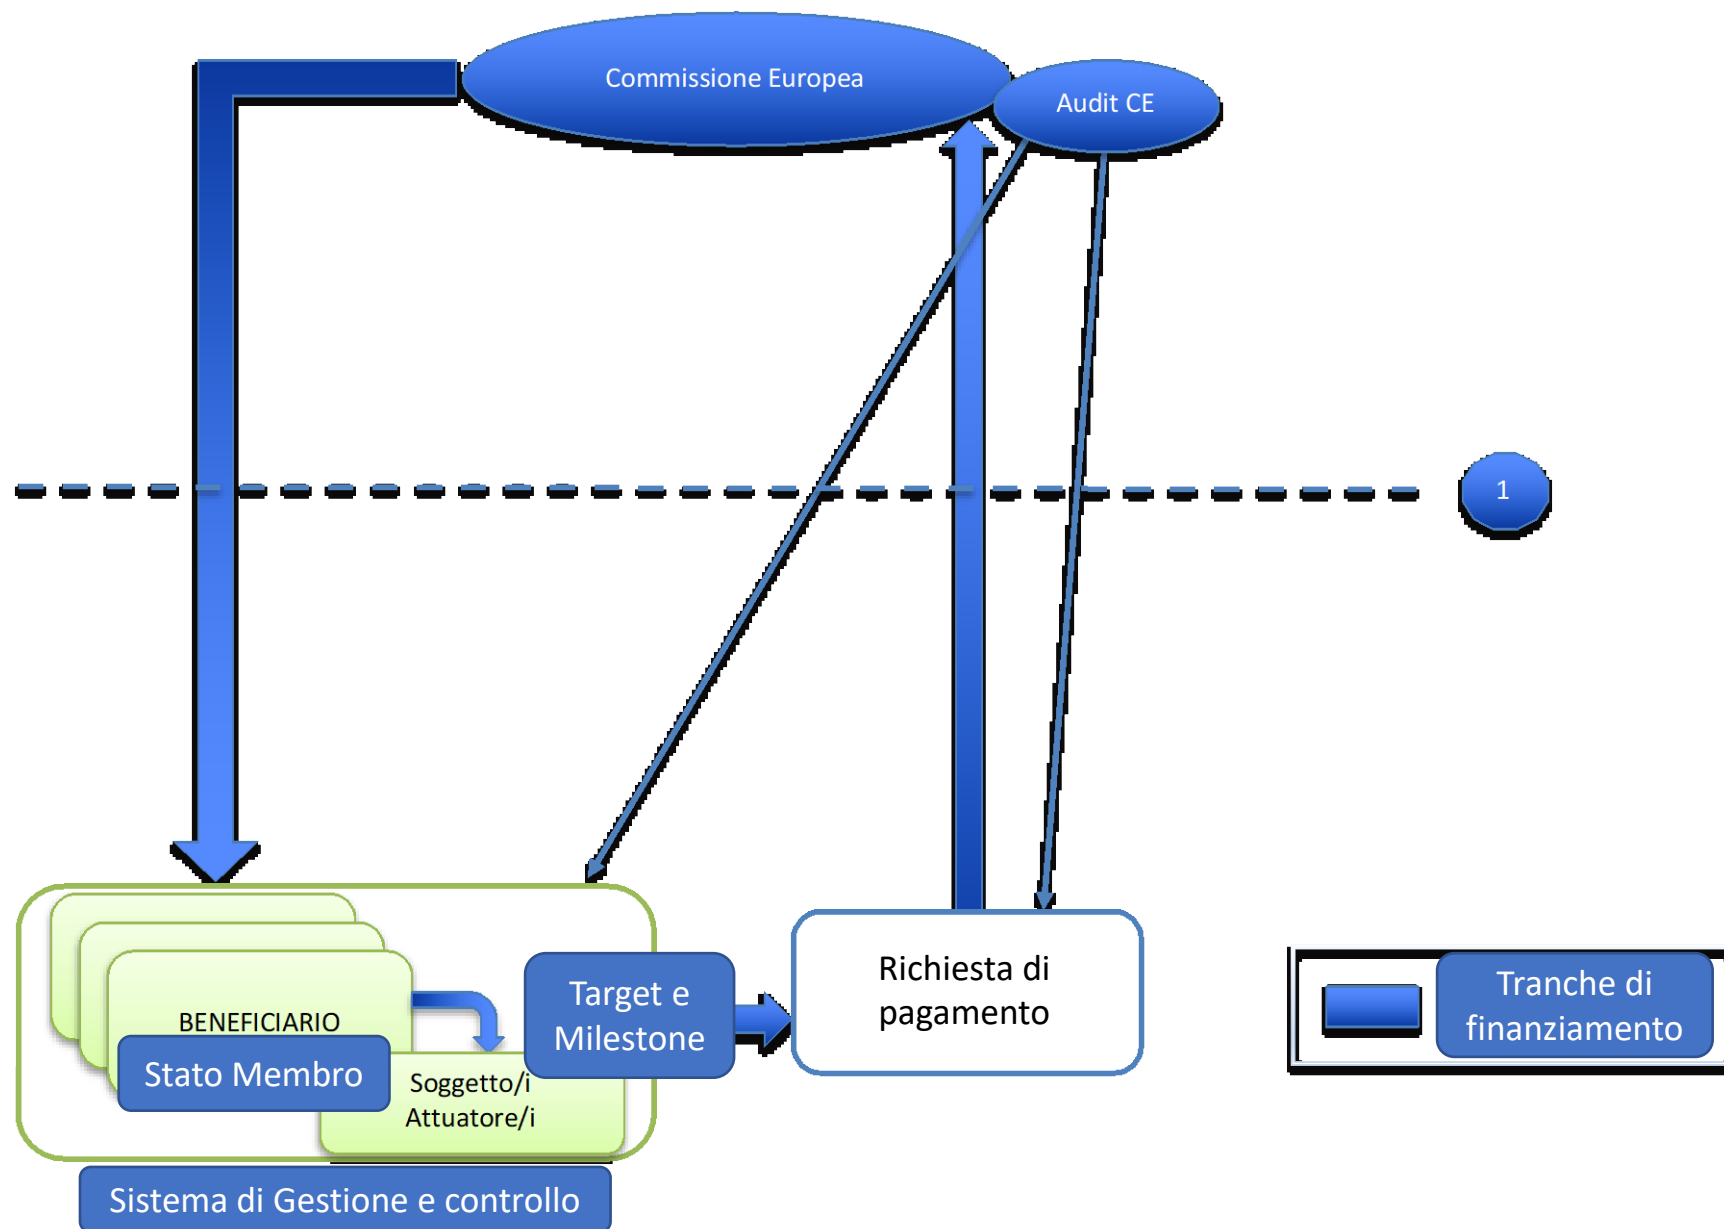 Commissione Europea
Audit CE
1
BENEFICIARIO
Stato Membro
Soggetto/i
Attuatore/i
Target e
Milestone
Richiesta di
pagamento
Tranche di
finanziamento
Sistema di Gestione e controllo